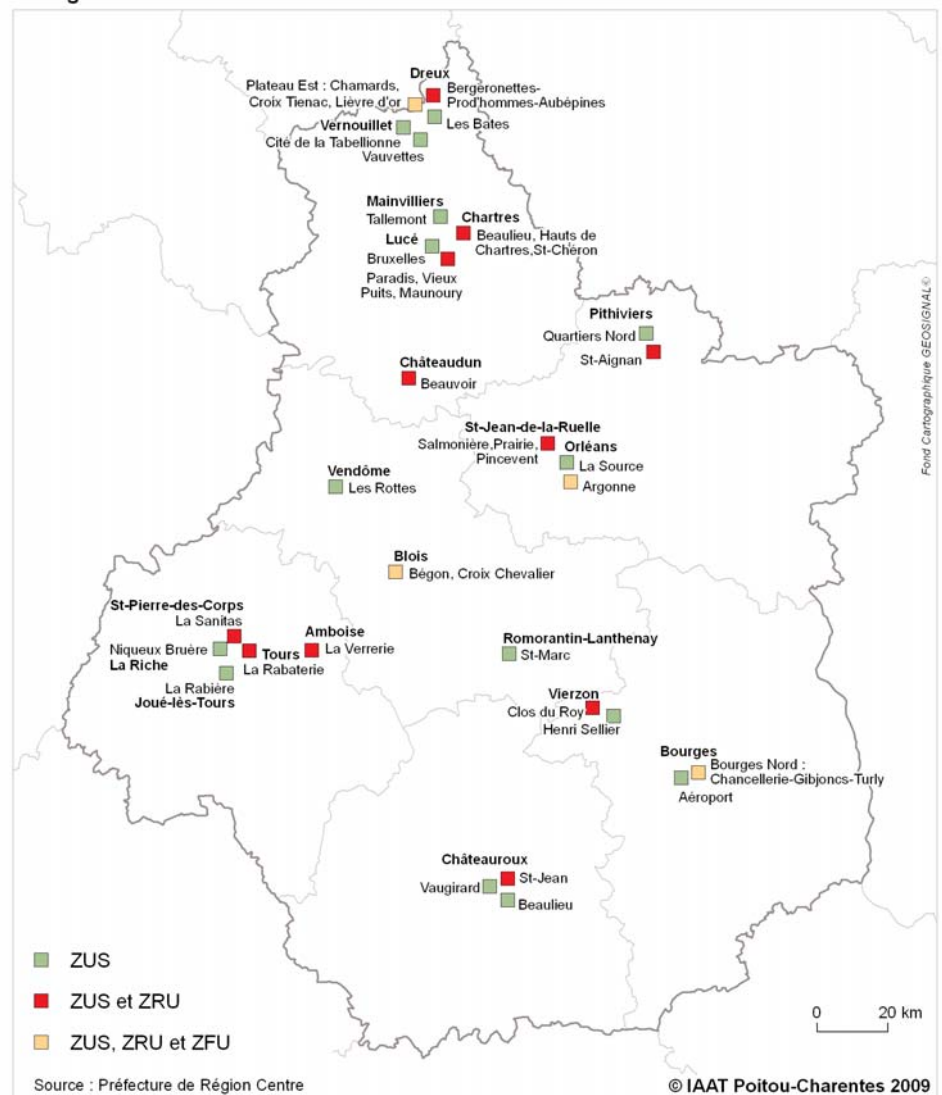 Dreux
Plateau Est : Chamards,
Croix Tienac, Lièvre d'or
Bergeronettes-
Prod'hommes-Aubépines
Les Bates
Vernouillet
Cité de la Tabellionne
Vauvettes
Mainvilliers
Tallemont
Chartres
Beaulieu, Hauts de
Chartres,St-Chéron
Lucé
Bruxelles
Paradis, Vieux
Puits, Maunoury
Pithiviers
Quartiers Nord
St-Aignan
Fond Cartographique GEOSIGNAL©
Châteaudun
Beauvoir
St-Jean-de-la-Ruelle
Salmonière,Prairie,
Pincevent
Orléans
La Source
Argonne
Vendôme
Les Rottes
Blois
Bégon, Croix Chevalier
St-Pierre-des-Corps
La Sanitas
Niqueux Bruère
La Riche
Tours
La Rabaterie
Amboise
La Verrerie
La Rabière
Joué-lès-Tours
Romorantin-Lanthenay
St-Marc
Vierzon
Clos du Roy
Henri Sellier
Bourges
Bourges Nord :
Chancellerie-Gibjoncs-Turly
Aéroport
Châteauroux
St-Jean
Vaugirard
Beaulieu
ZUS
ZUS et ZRU
ZUS, ZRU et ZFU
0 20 km
Source : Préfecture de Région Centre
© IAAT Poitou-Charentes 2009